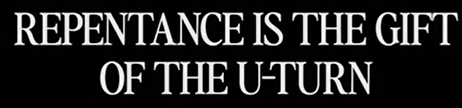 REPENTANCE IS THE GIFT
OF THE U-TURN